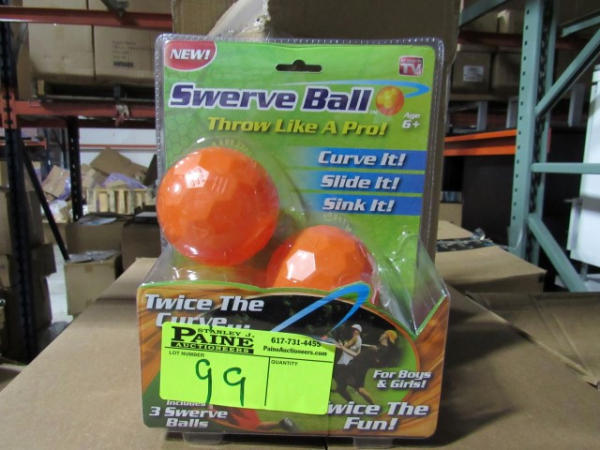 NEW!
TV
Swerve Ball
Age
6+
Throw Like A Pro!
Curve It!
Slide It!
Sink It!
Twice The
Curve...
STANLEY J.
PAINE
AUCTIONEERS
617-731-4455
PaineAuctioneers.com
LOT NUMBER
QUANTITY
99
For Boys
& Girls!
Includes
3 Swerve
Balls
Twice The
Fun!